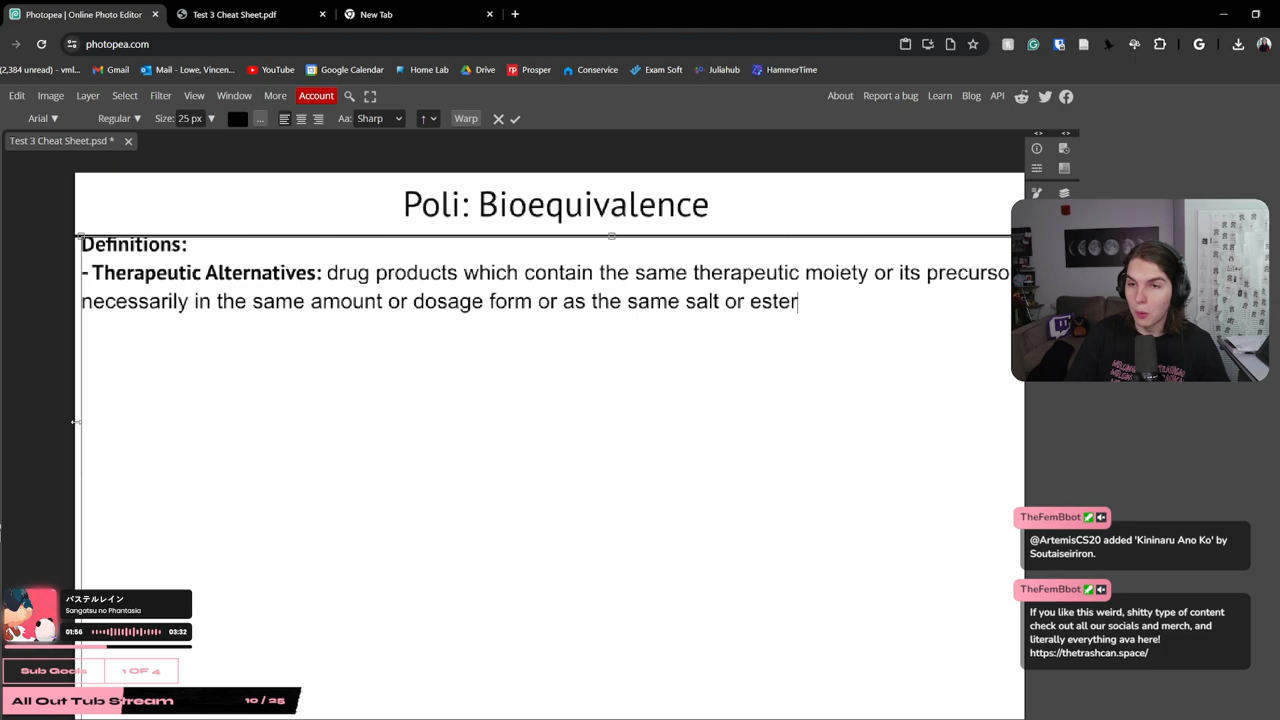 Photopea | Online Photo Editor
Test 3 Cheat Sheet.pdf
New Tab
photopea.com
(2,384 unread) - vml...
Gmail
Mail - Lowe, Vincen...
YouTube
Google Calendar
Home Lab
Drive
Prosper
Conservice
Exam Soft
Juliahub
HammerTime
Edit Image Layer Select Filter View Window More Account
About Report a bug Learn Blog API
Arial Regular Size: 25 px ... Aa: Sharp Warp
Test 3 Cheat Sheet.psd *
Poli: Bioequivalence
Definitions:
- Therapeutic Alternatives: drug products which contain the same therapeutic moiety or its precurso
necessarily in the same amount or dosage form or as the same salt or ester
TheFemBbot
@ArtemisCS20 added 'Kininaru Ano Ko' by
Soutaiseiriron.
TheFemBbot
If you like this weird, shitty type of content
check out all our socials and merch, and
literally everything ava here!
https://thetrashcan.space/
パステルレイン
Sangatsu no Phantasia
01:56
03:32
Sub Goals 1 OF 4
All Out Tub Stream 10 / 25